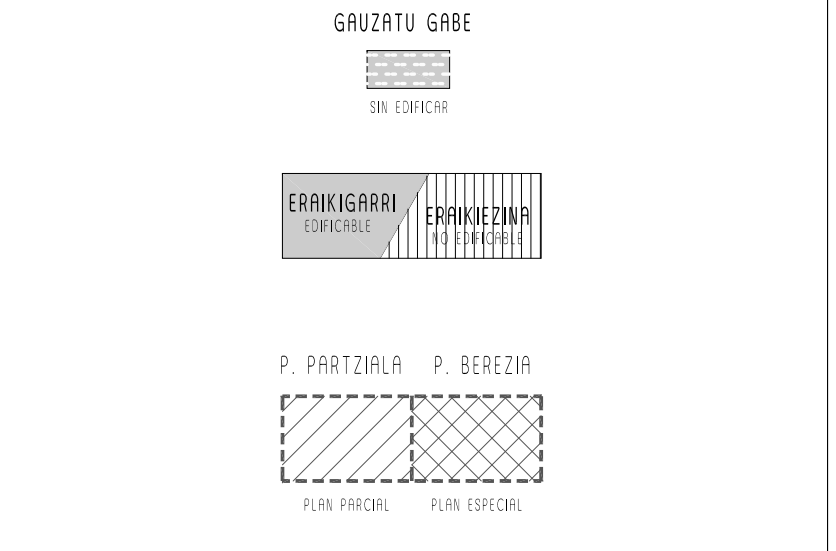 GAUZATU GABE
SIN EDIFICAR
ERAIKIGARRI
EDIFICABLE
ERAIKIEZINA
NO EDIFICABLE
P. PARTZIALA P. BEREZIA
PLAN PARCIAL PLAN ESPECIAL